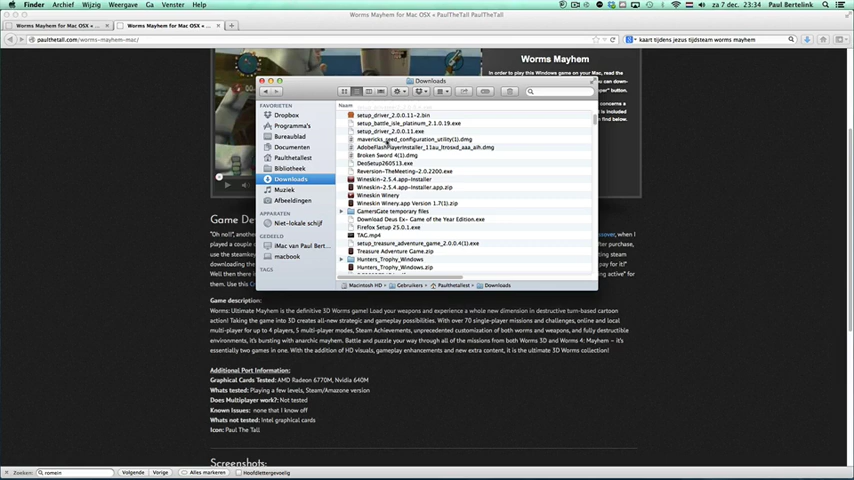 Finder Archief Wijzig Weergave Ga Venster Help
za 7 dec. 23:34 Paul Bertelink
Worms Mayhem for Mac OSX + PaulTheTall PaulTheTall
Worms Mayhem for Mac OSX + ...
Worms Mayhem for Mac OSX + ...
paulthetall.com/worms-mayhem-mac/
kaart tijdens jezus tijdsteam worms mayhem
Worms Mayhem
In order to play this Windows game on your Mac, read the
Downloads
FAVORIETEN
Dropbox
Programma's
Bureaublad
Documenten
Paulthetallest
Bibliotheek
Downloads
Muziek
Afbeeldingen
APPARATEN
Niet-lokale schijf
GEDEELD
iMac van Paul Bert...
macbook
TAGS
Naam
setup_driver_2.0.0.11-2.bin
setup_battle_isle_platinum_2.1.0.19.exe
setup_driver_2.0.0.11.exe
mavericks_seed_configuration_utility(1).dmg
AdobeFlashPlayerInstaller_11au_ltrosxd_aaa_aih.dmg
Broken Sword 4(1).dmg
DeoSetup260513.exe
Reversion-TheMeeting-2.0.2200.exe
Wineskin-2.5.4.app-Installer
Wineskin-2.5.4-Installer.app.zip
Wineskin Winery
Wineskin Winery.app Version 1.7(1).zip
GamersGate temporary files
Download Deus Ex- Game of the Year Edition.exe
Firefox Setup 25.0.1.exe
TAG.mp4
setup_treasure_adventure_game_2.0.0.4(1).exe
Treasure Adventure Game.zip
Hunters_Trophy_Windows
Hunters_Trophy_Windows.zip
Macintosh HD ▸ Gebruikers ▸ Paulthetallest ▸ Downloads
Game De
Game description:
Worms: Ultimate Mayhem is the definitive 3D Worms game! Load your weapons and experience a whole new dimension in destructive turn-based cartoon
action! Taking the game into 3D creates all-new strategic and gameplay possibilities. With over 70 single-player missions and challenges, online and local
multi-player for up to 4 players, 5 multi-player modes, Steam Achievements, unprecedented customization of both worms and weapons, and fully destructible
environments, it's bursting with anarchic mayhem. Battle and puzzle your way through all of the missions from both Worms 3D and Worms 4: Mayhem – it's
essentially two games in one. With the addition of HD visuals, gameplay enhancements and new extra content, it is the ultimate 3D Worms collection!
Additional Port Information:
Graphical Cards Tested: AMD Radeon 6770M, Nvidia 640M
Whats tested: Playing a few levels, Steam/Amazone version
Does Multiplayer work?: Not tested
Known Issues: none that I know off
Whats not tested: Intel graphical cards
Icon: Paul The Tall
Screenshots:
Zoeken: romein Volgende Vorige Alles markeren Hoofdlettergevoelig